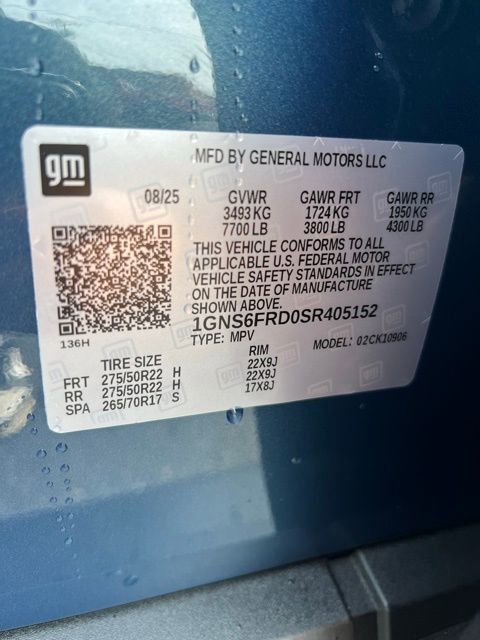 gm
MFD BY GENERAL MOTORS LLC
08/25 GVWR GAWR FRT GAWR RR
3493 KG 1724 KG 1950 KG
7700 LB 3800 LB 4300 LB
THIS VEHICLE CONFORMS TO ALL
APPLICABLE U.S. FEDERAL MOTOR
VEHICLE SAFETY STANDARDS IN EFFECT
ON THE DATE OF MANUFACTURE
SHOWN ABOVE.
1GNS6FRD0SR405152
136H TYPE: MPV MODEL: 02CK10906
TIRE SIZE RIM
FRT 275/50R22 H 22X9J
RR 275/50R22 H 22X9J
SPA 265/70R17 S 17X8J